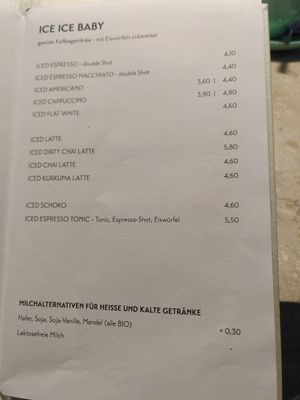 ICE ICE BABY
geeiste Kaffeegetränke - mit Eiswürfeln zubereitet
ICED ESPRESSO - double Shot 4,10
ICED ESPRESSO MACCHIATO - double Shot 4,40
ICED AMERICANO 3,60 | 4,40
ICED CAPPUCCINO 3,90 | 4,80
ICED FLAT WHITE 4,60
ICED LATTE 4,60
ICED DIRTY CHAI LATTE 5,80
ICED CHAI LATTE 4,60
ICED KURKUMA LATTE 4,60
ICED SCHOKO 4,60
ICED ESPRESSO TONIC - Tonic, Espresso-Shot, Eiswürfel 5,50
MILCHALTERNATIVEN FÜR HEISSE UND KALTE GETRÄNKE
Hafer, Soja, Soja-Vanille, Mandel (alle BIO) + 0,30
Laktosefreie Milch